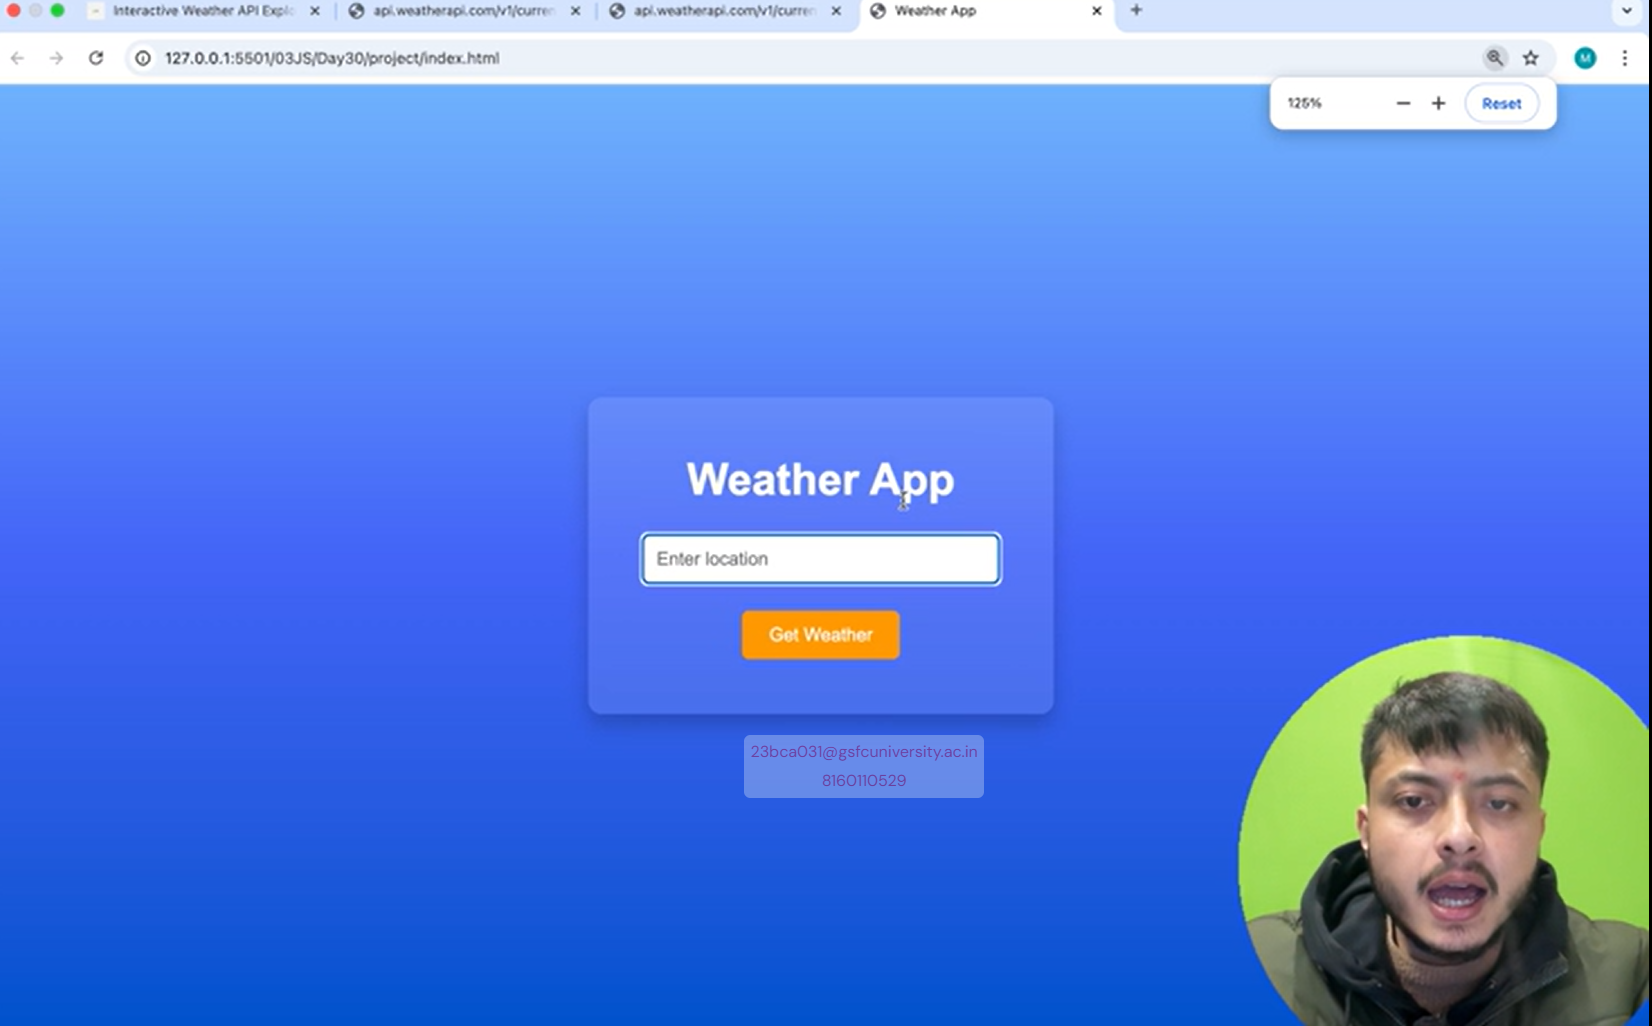 Interactive Weather API Explo
api.weatherapi.com/v1/curren
api.weatherapi.com/v1/curren
Weather App
127.0.0.1:5501/03JS/Day30/project/index.html
M
125%
Reset
Weather App
Enter location
Get Weather
23bca031@gsfcuniversity.ac.in
8160110529